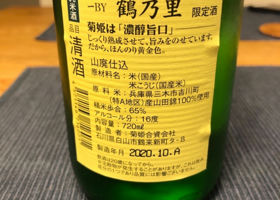 米酒
品目
清酒
-BY 鶴乃里 限定酒
菊姫は「濃醇旨口」
じっくり熟成させて、旨みをのせています。
だから、ほんのり黄金色。
山廃仕込
原材料名：米(国産)
米こうじ(国産米)
原料米：兵庫県三木市吉川町
(特A地区)産山田錦100%使用
精米歩合：65%
アルコール分：16度
内容量：720ml
製造者：菊姫合資会社
石川県白山市鶴来新町タ-8
製造年月 2020.10.A